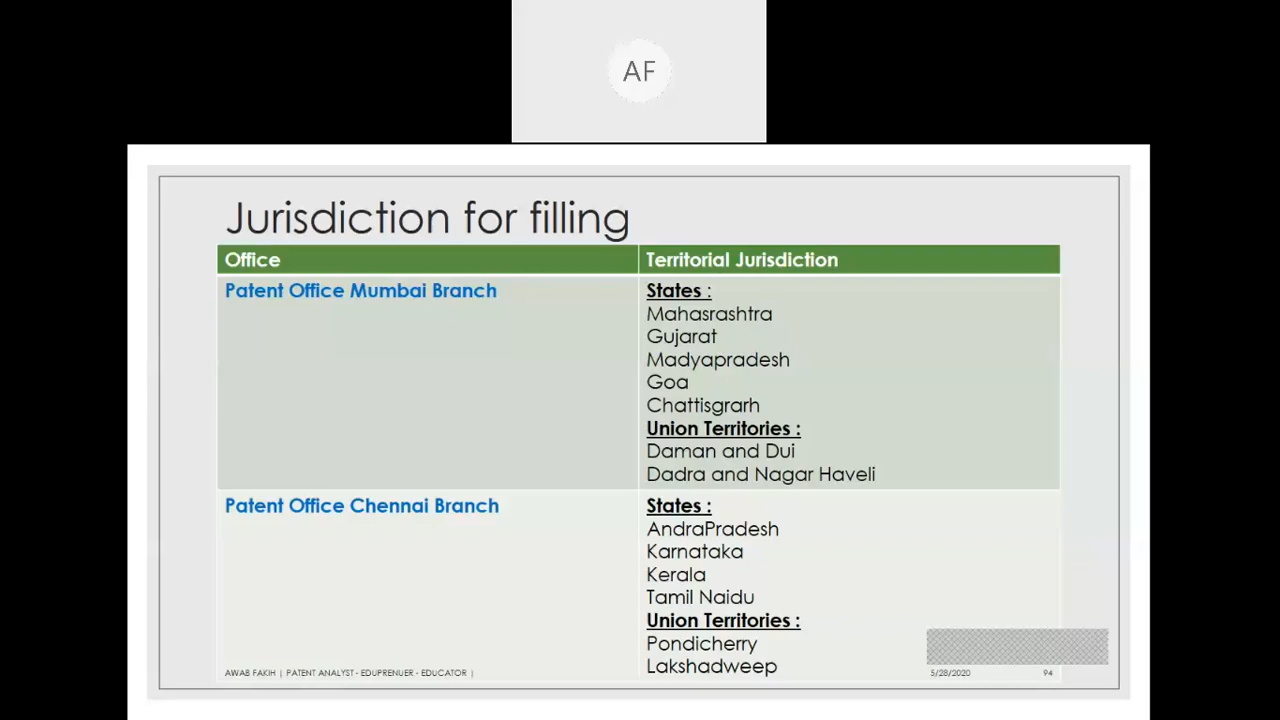 AF
Jurisdiction for filling
Office
Territorial Jurisdiction
Patent Office Mumbai Branch
States :
Mahasrashtra
Gujarat
Madyapradesh
Goa
Chattisgrarh
Union Territories :
Daman and Dui
Dadra and Nagar Haveli
Patent Office Chennai Branch
States :
AndraPradesh
Karnataka
Kerala
Tamil Naidu
Union Territories :
Pondicherry
Lakshadweep
AWAB FAKIH | PATENT ANALYST - EDUPRENUER - EDUCATOR |
5/28/2020
94